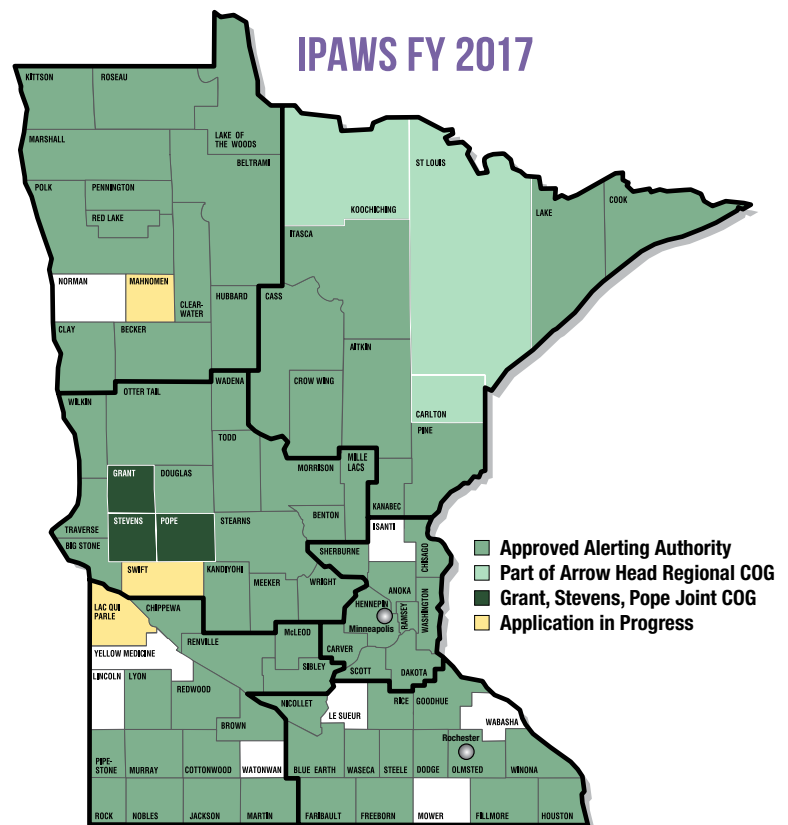 IPAWS FY 2017
KITTSON
ROSEAU
LAKE OF
THE WOODS
MARSHALL
BELTRAMI
POLK
PENNINGTON
RED LAKE
ST LOUIS
KOOCHICHING
ITASCA
LAKE
COOK
NORMAN
MAHNOMEN
CLEAR-
WATER
HUBBARD
CASS
CLAY
BECKER
AITKIN
WILKIN
OTTER TAIL
WADENA
CROW WING
CARLTON
PINE
TODD
GRANT
DOUGLAS
MORRISON
MILLE
LACS
KANABEC
TRAVERSE
STEVENS
POPE
STEARNS
BENTON
ISANTI
BIG STONE
SHERBURNE
CHISAGO
SWIFT
KANDIYOHI
MEEKER
WRIGHT
ANOKA
HENNEPIN
RAMSEY
WASHINGTON
Minneapolis
LAC QUI
PARLE
CHIPPEWA
RENVILLE
McLEOD
CARVER
YELLOW MEDICINE
SIBLEY
SCOTT
DAKOTA
LINCOLN
LYON
REDWOOD
NICOLLET
LE SUEUR
RICE
GOODHUE
WABASHA
BROWN
Rochester
PIPE-
STONE
MURRAY
COTTONWOOD
WATONWAN
BLUE EARTH
WASECA
STEELE
DODGE
OLMSTED
WINONA
ROCK
NOBLES
JACKSON
MARTIN
FARIBAULT
FREEBORN
MOWER
FILLMORE
HOUSTON
Approved Alerting Authority
Part of Arrow Head Regional COG
Grant, Stevens, Pope Joint COG
Application in Progress